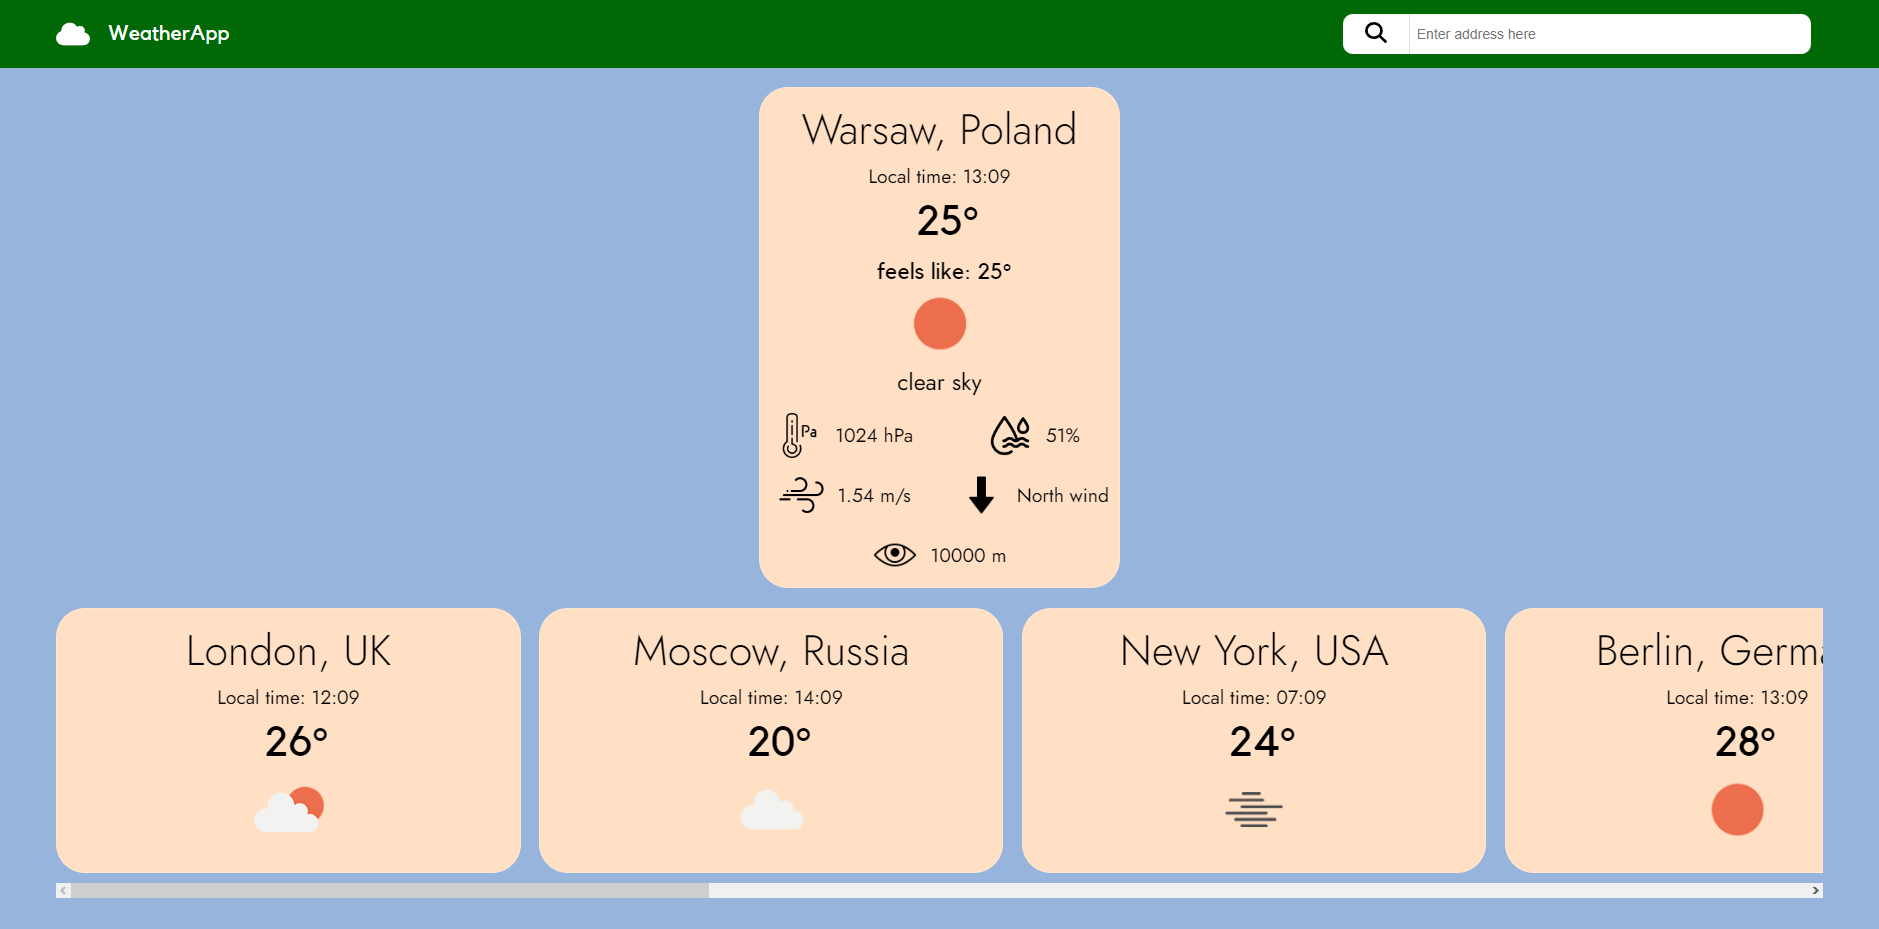 WeatherApp
Enter address here
Warsaw, Poland
Local time: 13:09
25°
feels like: 25°
clear sky
Pa 1024 hPa 51%
1.54 m/s North wind
10000 m
London, UK
Local time: 12:09
26°
Moscow, Russia
Local time: 14:09
20°
New York, USA
Local time: 07:09
24°
Berlin, Germa
Local time: 13:09
28°